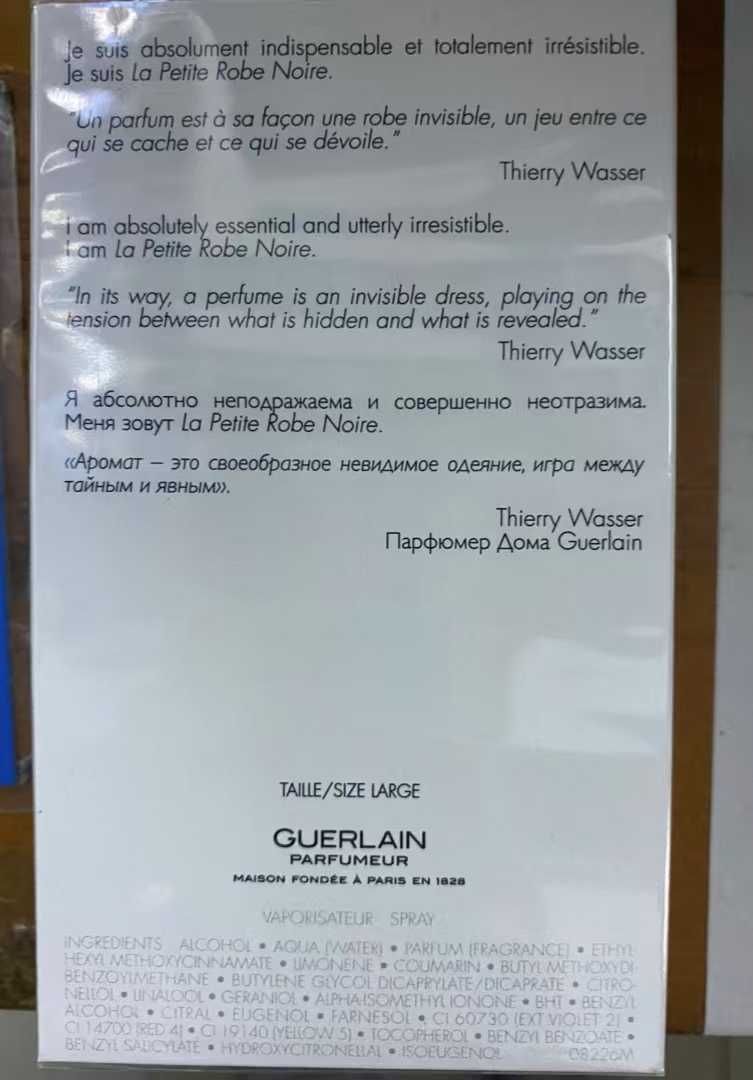 Je suis absolument indispensable et totalement irrésistible.
Je suis La Petite Robe Noire.
"Un parfum est à sa façon une robe invisible, un jeu entre ce
qui se cache et ce qui se dévoile."
Thierry Wasser
I am absolutely essential and utterly irresistible.
I am La Petite Robe Noire.
"In its way, a perfume is an invisible dress, playing on the
tension between what is hidden and what is revealed."
Thierry Wasser
Я абсолютно неподражаема и совершенно неотразима.
Меня зовут La Petite Robe Noire.
«Аромат – это своеобразное невидимое одеяние, игра между
тайным и явным».
Thierry Wasser
Парфюмер Дома Guerlain
TAILLE/SIZE LARGE
GUERLAIN
PARFUMEUR
MAISON FONDÉE À PARIS EN 1828
VAPORISATEUR SPRAY
INGREDIENTS ALCOHOL • AQUA (WATER) • PARFUM (FRAGRANCE) • ETHYL
HEXYL METHOXYCINNAMATE • LIMONENE • COUMARIN • BUTYL METHOXYDI
BENZOYLMETHANE • BUTYLENE GLYCOL DICAPRYLATE/DICAPRATE • CITRO-
NELLOL • LINALOOL • GERANIOL • ALPHA-ISOMETHYL IONONE • BHT • BENZYL
ALCOHOL • CITRAL • EUGENOL • FARNESOL • CI 60730 (EXT VIOLET 2) •
CI 14700 (RED 4) • CI 19140 (YELLOW 5) • TOCOPHEROL • BENZYL BENZOATE •
BENZYL SALICYLATE • HYDROXYCITRONELLAL • ISOEUGENOL 08226M